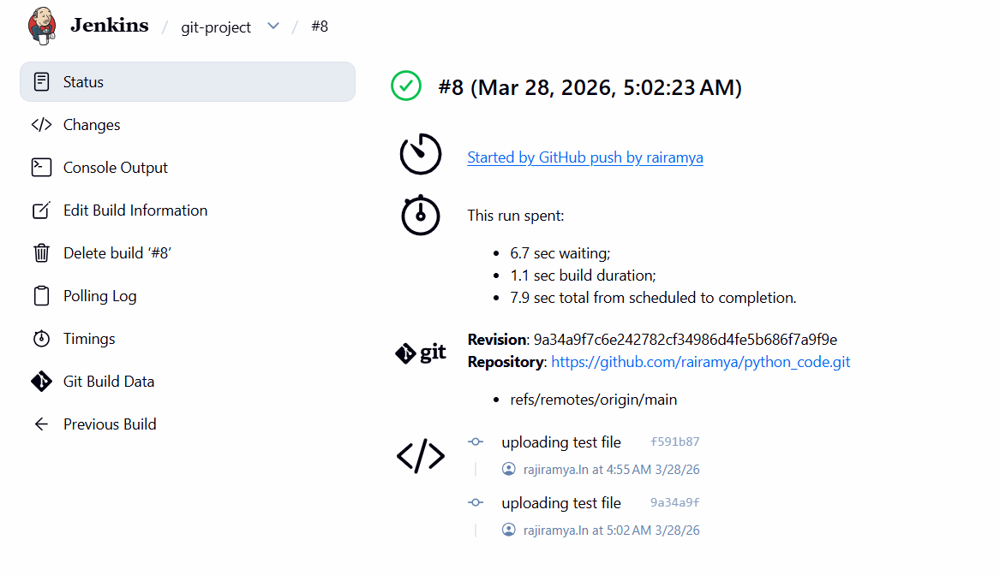 Jenkins / git-project / #8
Status
Changes
Console Output
Edit Build Information
Delete build ‘#8’
Polling Log
Timings
Git Build Data
Previous Build
#8 (Mar 28, 2026, 5:02:23 AM)
Started by GitHub push by rairamya
This run spent:
6.7 sec waiting;
1.1 sec build duration;
7.9 sec total from scheduled to completion.
git
Revision: 9a34a9f7c6e242782cf34986d4fe5b686f7a9f9e
Repository: https://github.com/rairamya/python_code.git
refs/remotes/origin/main
uploading test file f591b87
rajiramya.ln at 4:55 AM 3/28/26
uploading test file 9a34a9f
rajiramya.ln at 5:02 AM 3/28/26